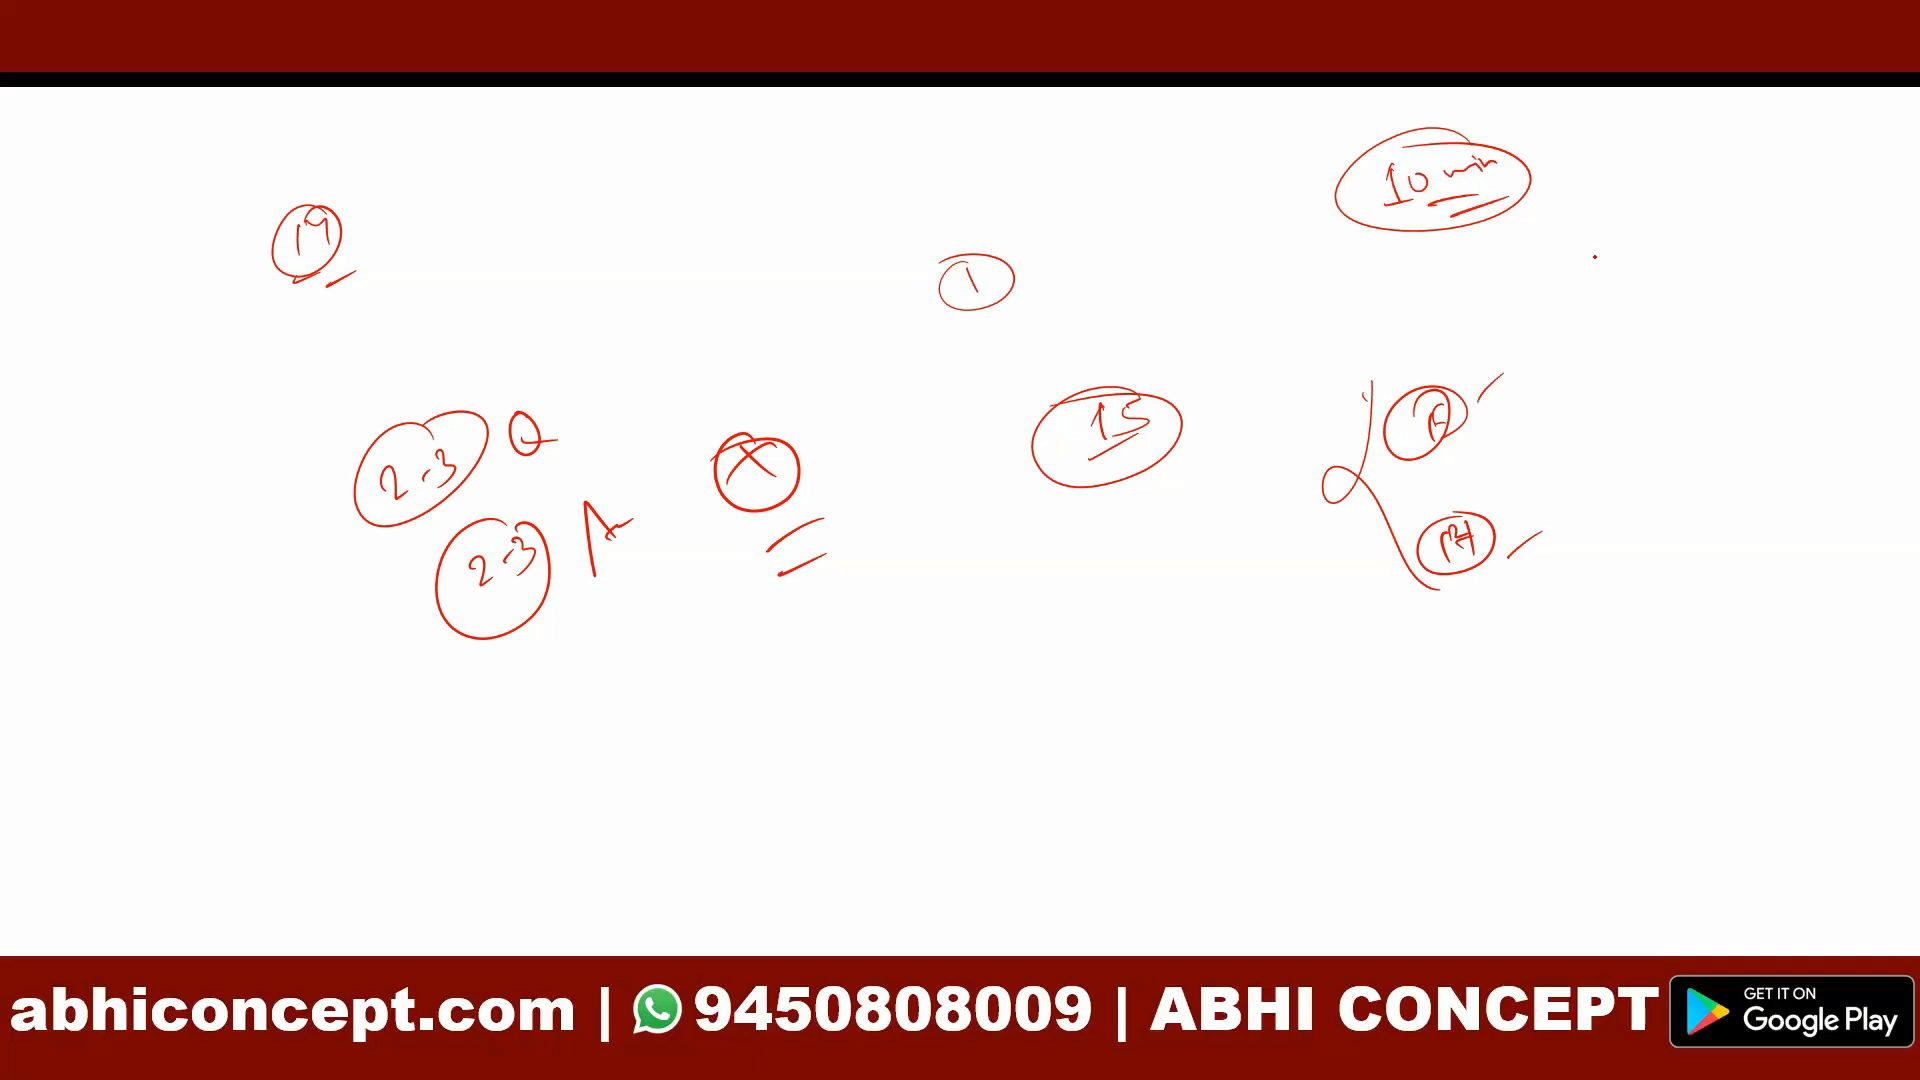 10 min
19
1
2-3 Q
X
15
2-3 A
abhiconcept.com | 9450808009 | ABHI CONCEPT
GET IT ON
Google Play